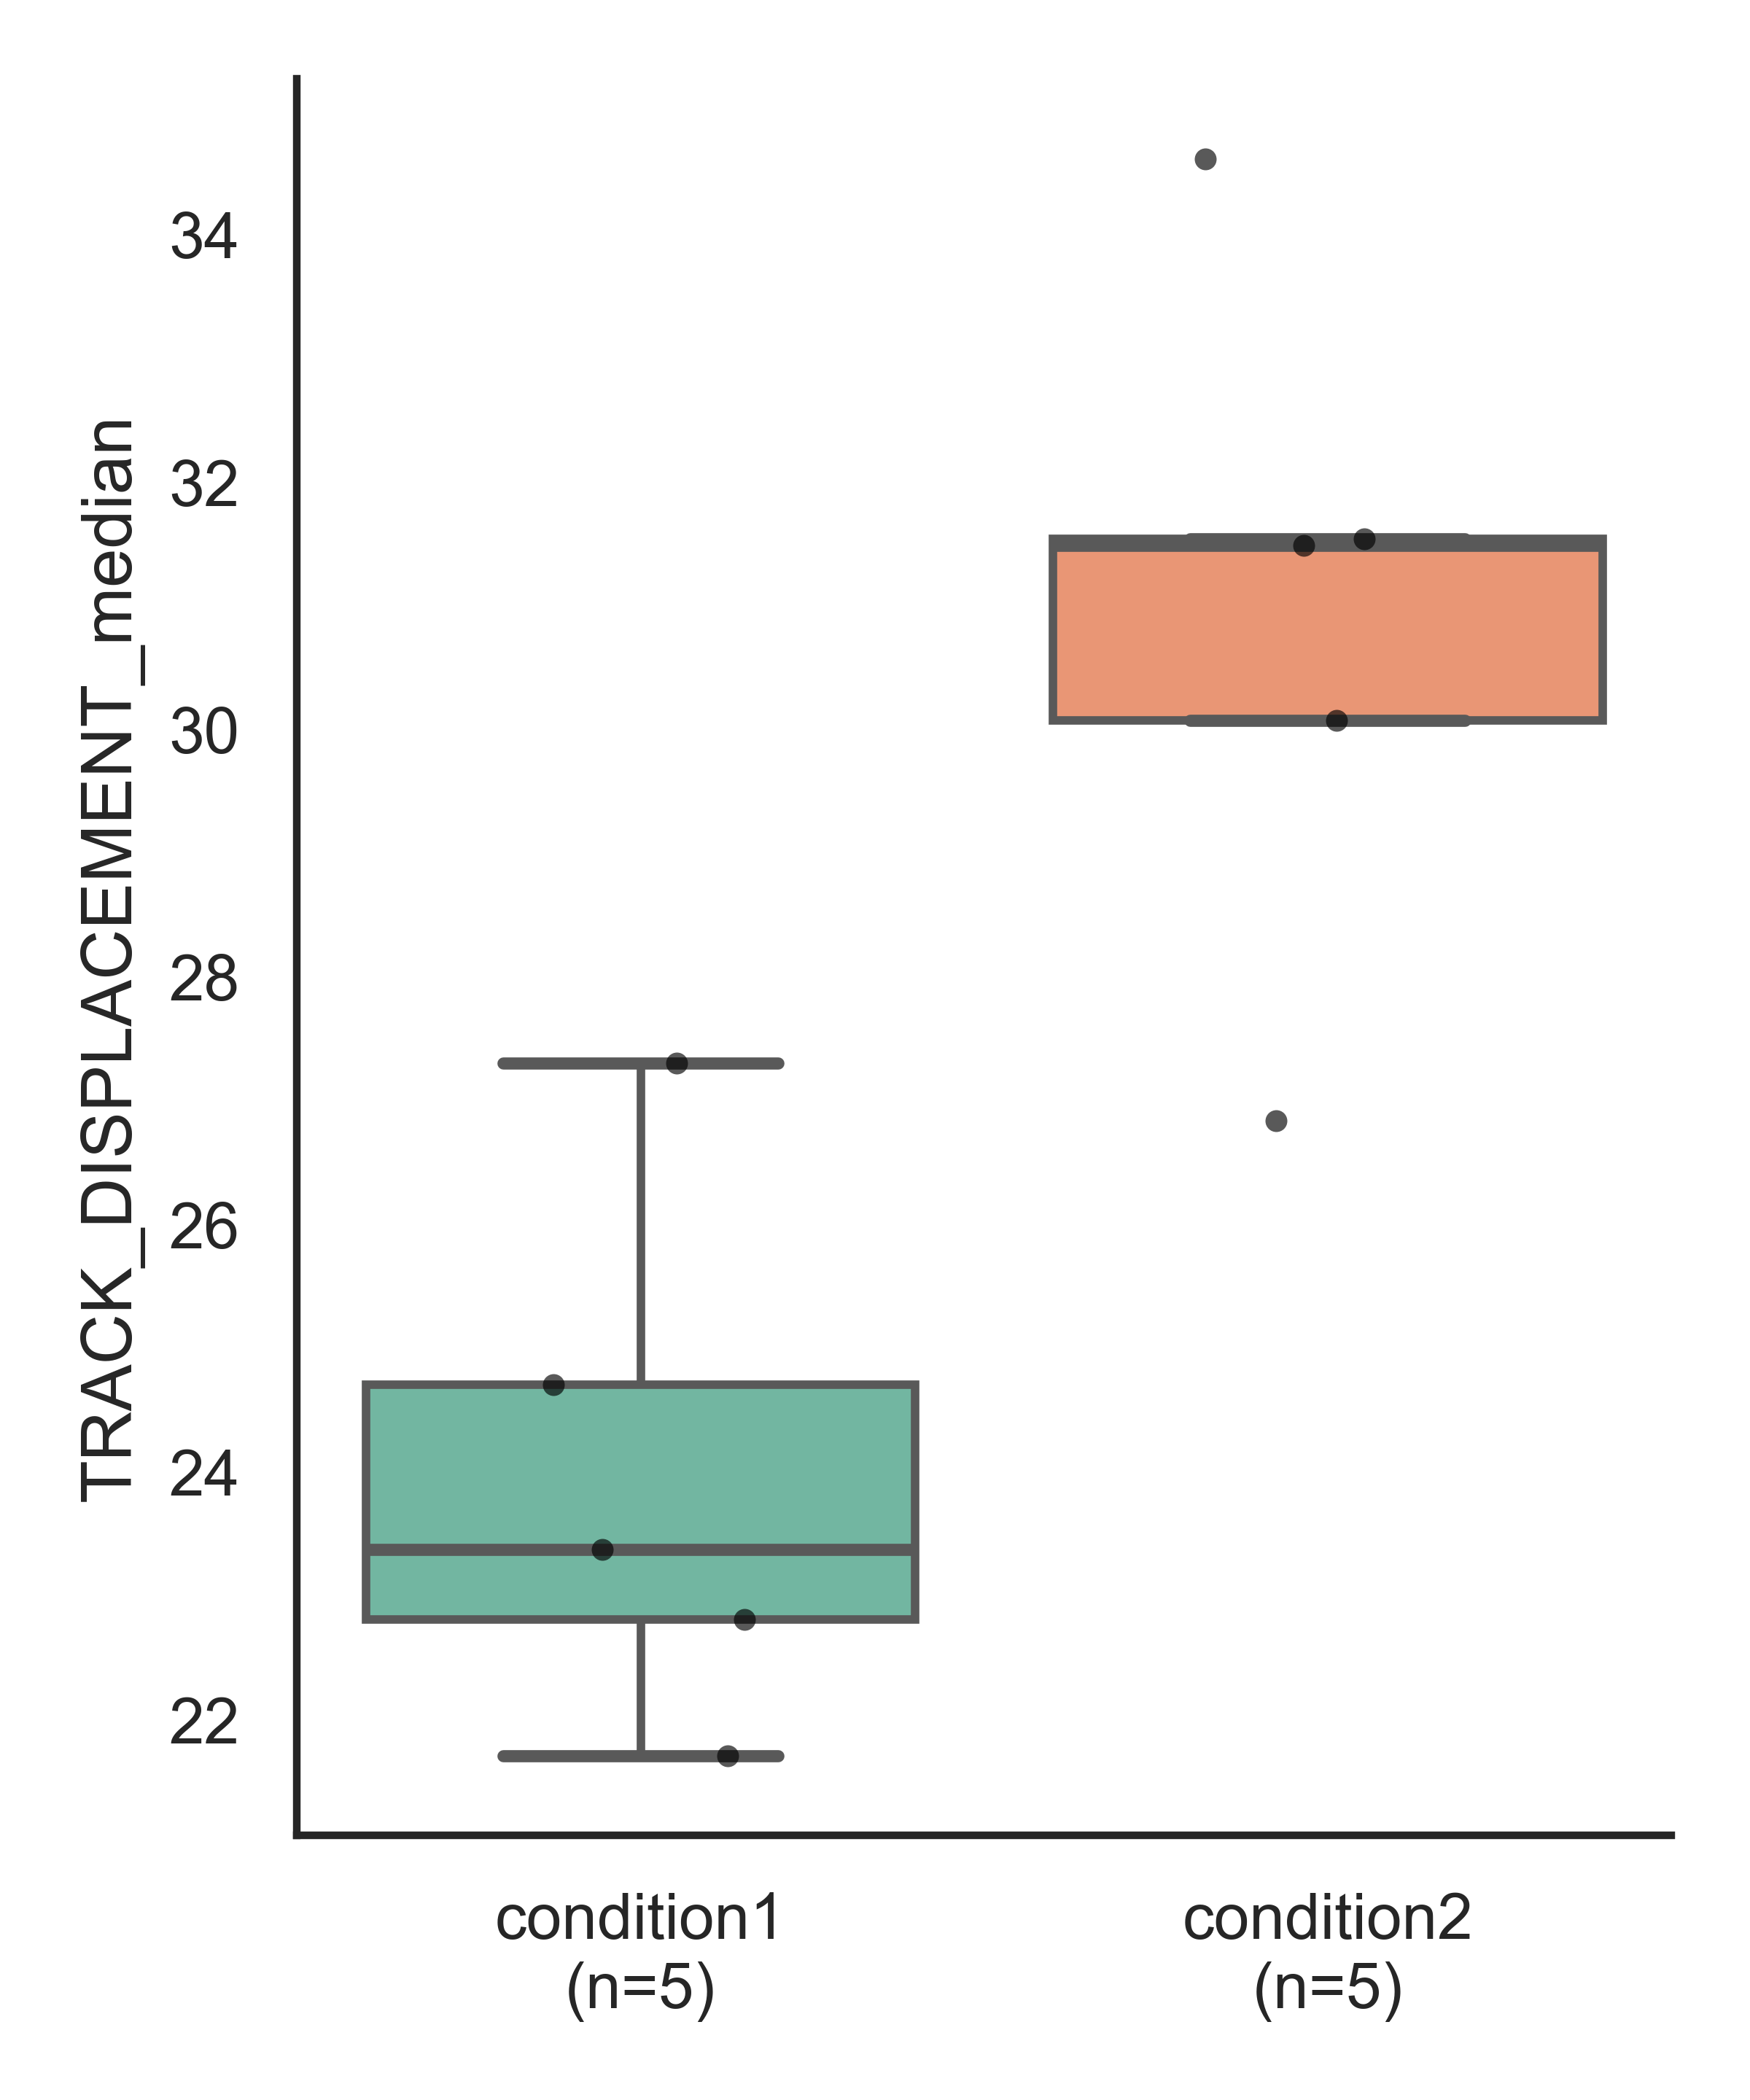 TRACK_DISPLACEMENT_median
34
32
30
28
26
24
22
condition1
(n=5)
condition2
(n=5)